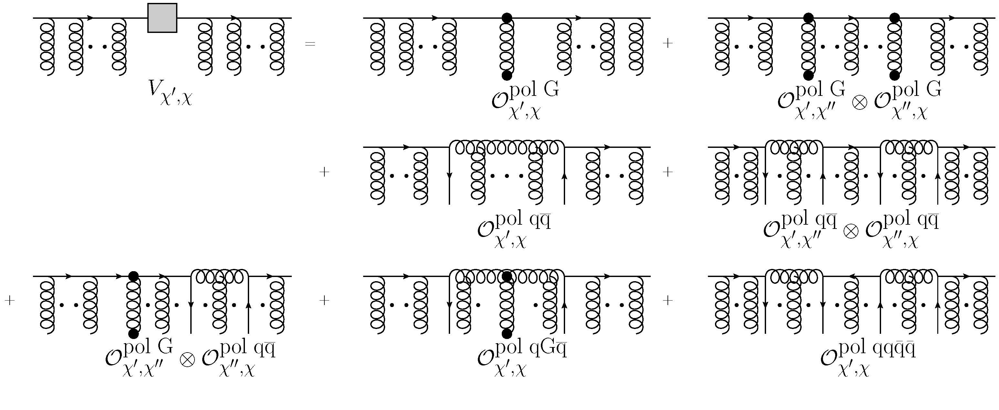 =
+
V_{χ′,χ}
𝒪^{pol G}_{χ′,χ}
𝒪^{pol G}_{χ′,χ″} ⊗ 𝒪^{pol G}_{χ″,χ}
+
+
𝒪^{pol qq̅}_{χ′,χ}
𝒪^{pol qq̅}_{χ′,χ″} ⊗ 𝒪^{pol qq̅}_{χ″,χ}
+
+
+
𝒪^{pol G}_{χ′,χ″} ⊗ 𝒪^{pol qq̅}_{χ″,χ}
𝒪^{pol qGq̅}_{χ′,χ}
𝒪^{pol qqq̅q̅}_{χ′,χ}